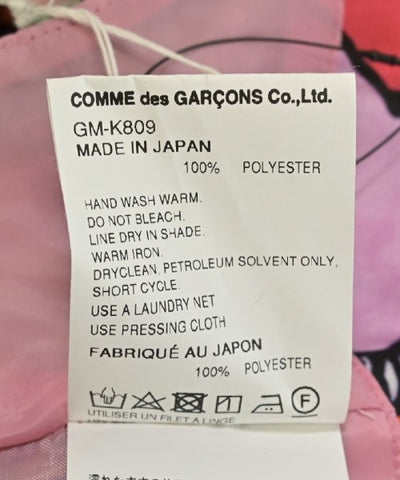 COMME des GARÇONS Co.,Ltd.
GM-K809
MADE IN JAPAN
100% POLYESTER
HAND WASH WARM.
DO NOT BLEACH.
LINE DRY IN SHADE.
WARM IRON.
DRYCLEAN, PETROLEUM SOLVENT ONLY,
SHORT CYCLE.
USE A LAUNDRY NET
USE PRESSING CLOTH
FABRIQUÉ AU JAPON
100% POLYESTER
F
UTILISER UN FILET A LINGE